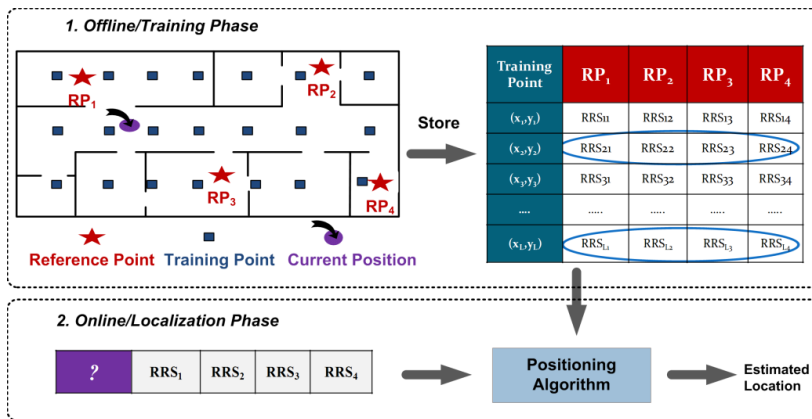 1. Offline/Training Phase
RP1
RP2
RP3
RP4
Reference Point
Training Point
Current Position
Store
Training Point RP1 RP2 RP3 RP4
(x1,y1) RRS11 RRS12 RRS13 RRS14
(x2,y2) RRS21 RRS22 RRS23 RRS24
(x3,y3) RRS31 RRS32 RRS33 RRS34
.... ..... ..... ..... .....
(xL,yL) RRSL1 RRSL2 RRSL3 RRSL4
2. Online/Localization Phase
? RRS1 RRS2 RRS3 RRS4
Positioning
Algorithm
Estimated
Location